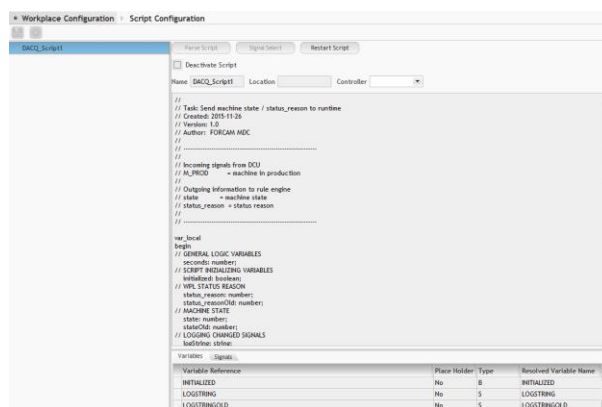 Workplace Configuration › Script Configuration
DACQ_Script1
Parse Script Signal Select Restart Script
Deactivate Script
Name DACQ_Script1 Location Controller
//
// Task: Send machine state / status_reason to runtime
// Created: 2015-11-26
// Version: 1.0
// Author: FORCAM MDC
//
// ------------------------------------------------
//
// Incoming signals from DCU
// M_PROD = machine in production
//
// Outgoing information to rule engine
// state = machine state
// status_reason = status reason
//
// ------------------------------------------------
var_local
begin
// GENERAL LOGIC VARIABLES
seconds: number;
// SCRIPT INIZIALIZING VARIABLES
initialized: boolean;
// WPL STATUS REASON
status_reason: number;
status_reasonOld: number;
// MACHINE STATE
state: number;
stateOld: number;
// LOGGING CHANGED SIGNALS
logString: string;
Variables Signals
Variable Reference Place Holder Type Resolved Variable Name
INITIALIZED No B INITIALIZED
LOGSTRING No S LOGSTRING
LOGSTRINGOLD No S LOGSTRINGOLD